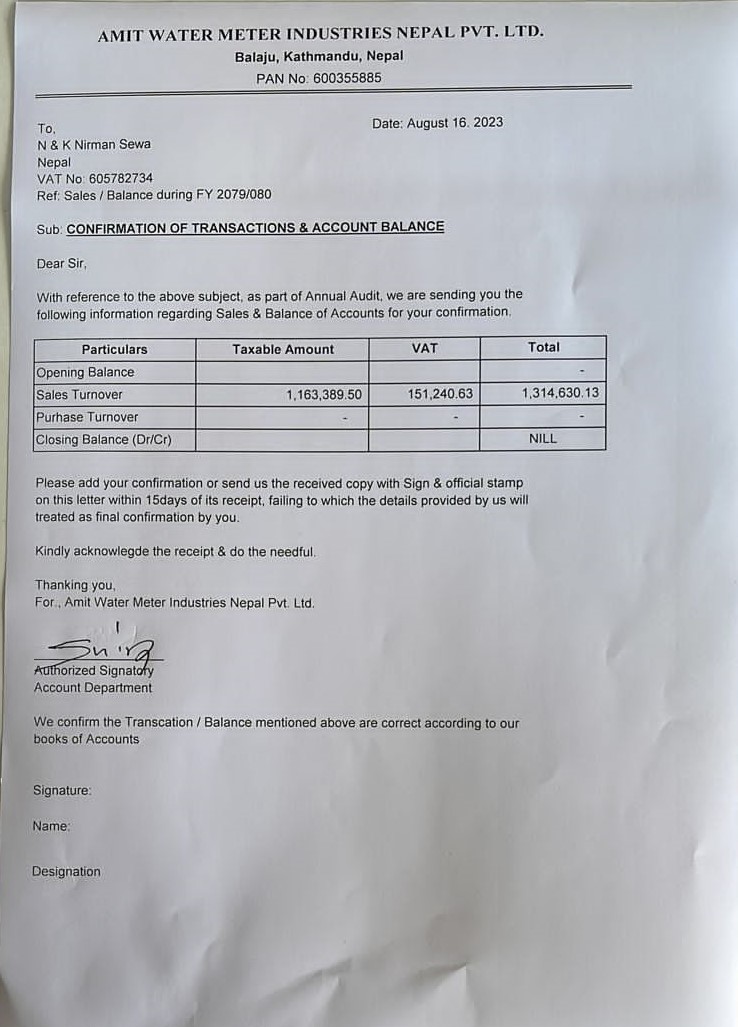 AMIT WATER METER INDUSTRIES NEPAL PVT. LTD.
Balaju, Kathmandu, Nepal
PAN No: 600355885
Date: August 16. 2023
To,
N & K Nirman Sewa
Nepal
VAT No: 605782734
Ref: Sales / Balance during FY 2079/080
Sub: CONFIRMATION OF TRANSACTIONS & ACCOUNT BALANCE
Dear Sir,
With reference to the above subject, as part of Annual Audit, we are sending you the
following information regarding Sales & Balance of Accounts for your confirmation.
Particulars Taxable Amount VAT Total
Opening Balance -
Sales Turnover 1,163,389.50 151,240.63 1,314,630.13
Purhase Turnover - - -
Closing Balance (Dr/Cr) NILL
Please add your confirmation or send us the received copy with Sign & official stamp
on this letter within 15days of its receipt, failing to which the details provided by us will
treated as final confirmation by you.
Kindly acknowlegde the receipt & do the needful.
Thanking you,
For., Amit Water Meter Industries Nepal Pvt. Ltd.
Authorized Signatory
Account Department
We confirm the Transcation / Balance mentioned above are correct according to our
books of Accounts
Signature:
Name:
Designation